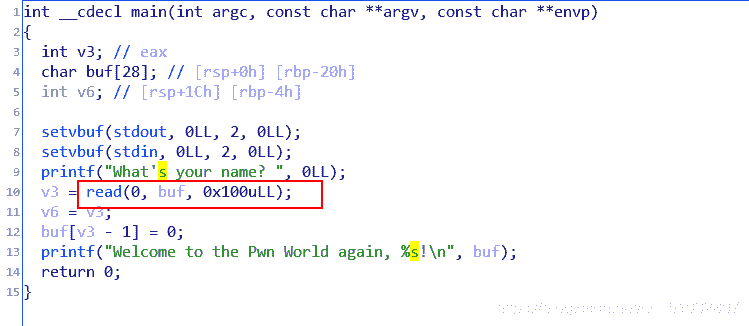 1 int __cdecl main(int argc, const char **argv, const char **envp)
2 {
3 int v3; // eax
4 char buf[28]; // [rsp+0h] [rbp-20h]
5 int v6; // [rsp+1Ch] [rbp-4h]
6
7 setvbuf(stdout, 0LL, 2, 0LL);
8 setvbuf(stdin, 0LL, 2, 0LL);
9 printf("What's your name? ", 0LL);
10 v3 = read(0, buf, 0x100uLL);
11 v6 = v3;
12 buf[v3 - 1] = 0;
13 printf("Welcome to the Pwn World again, %s!\n", buf);
14 return 0;
15 }